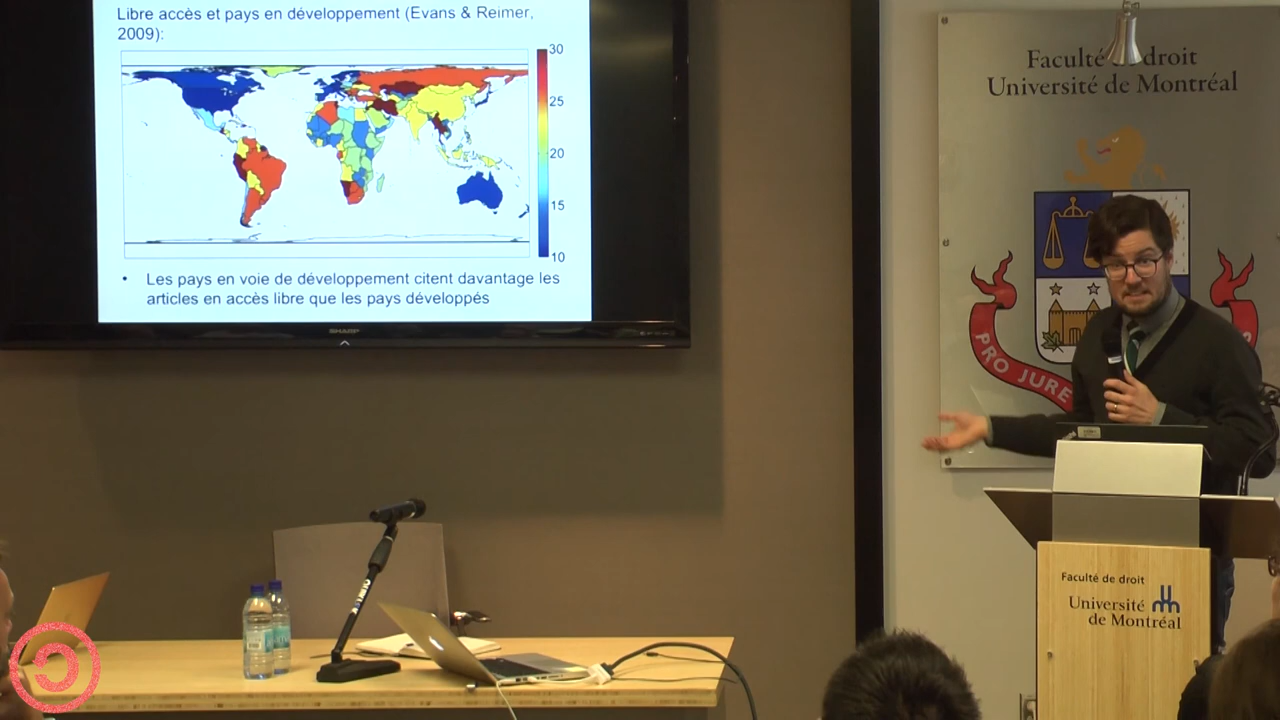 Libre accès et pays en développement (Evans & Reimer,
2009):
30
25
20
15
10
• Les pays en voie de développement citent davantage les
articles en accès libre que les pays développés
SHARP
Faculté droit
Université de Montréal
PRO JURE
Faculté de droit
Université
de Montréal